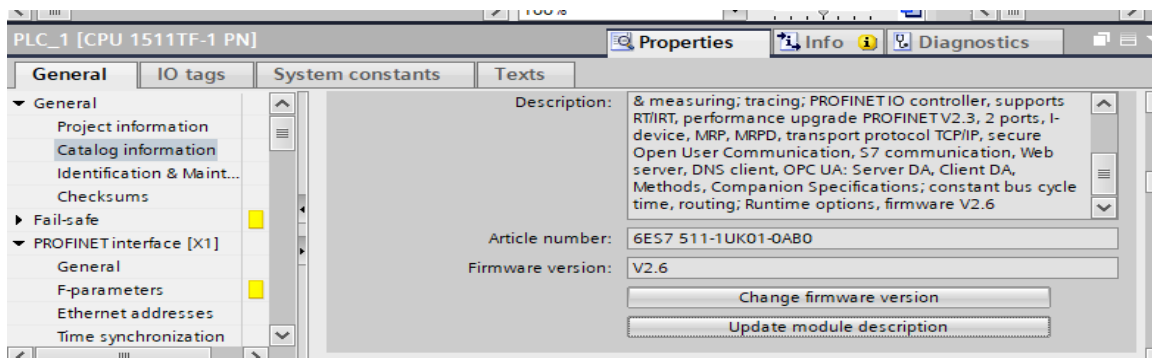 100%
PLC_1 [CPU 1511TF-1 PN]
Properties
Info
Diagnostics
General
IO tags
System constants
Texts
General
Project information
Catalog information
Identification & Maint...
Checksums
Fail-safe
PROFINET interface [X1]
General
F-parameters
Ethernet addresses
Time synchronization
Description:
& measuring; tracing; PROFINET IO controller, supports
RT/IRT, performance upgrade PROFINET V2.3, 2 ports, I-
device, MRP, MRPD, transport protocol TCP/IP, secure
Open User Communication, S7 communication, Web
server, DNS client, OPC UA: Server DA, Client DA,
Methods, Companion Specifications; constant bus cycle
time, routing; Runtime options, firmware V2.6
Article number:
6ES7 511-1UK01-0AB0
Firmware version:
V2.6
Change firmware version
Update module description